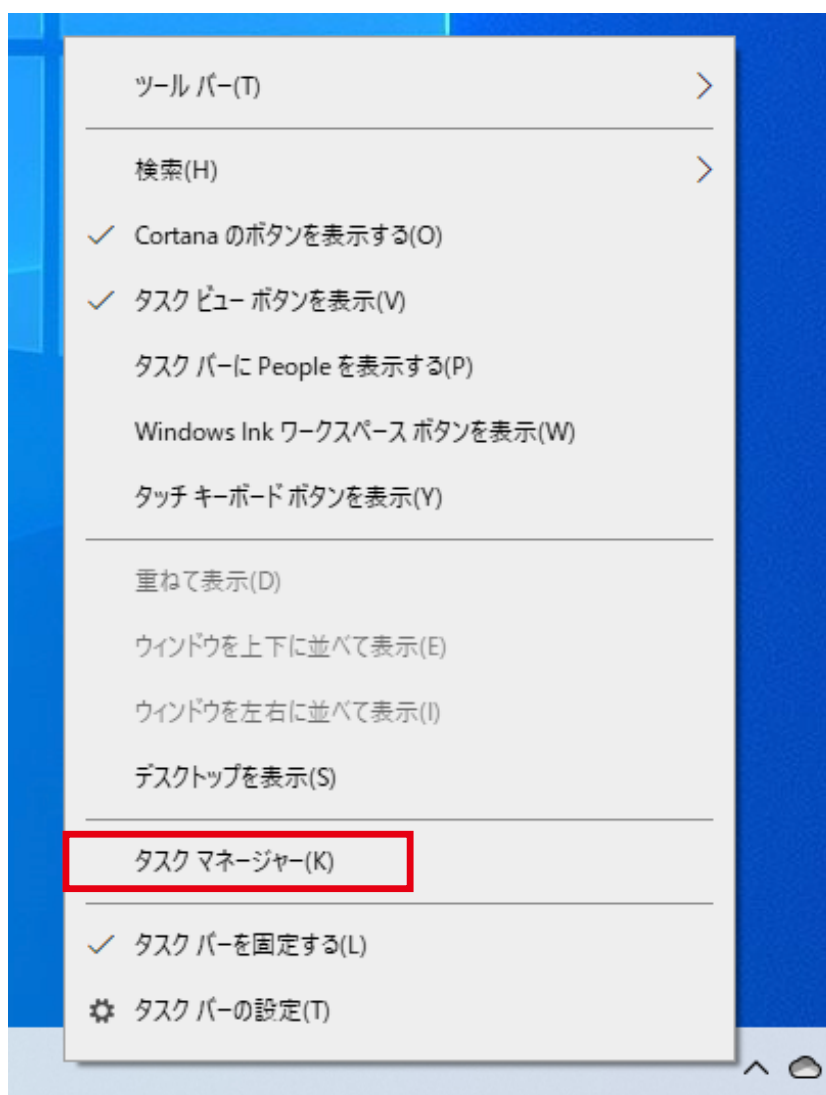 ツール バー(T)
検索(H)
Cortana のボタンを表示する(O)
タスク ビュー ボタンを表示(V)
タスク バーに People を表示する(P)
Windows Ink ワークスペース ボタンを表示(W)
タッチ キーボード ボタンを表示(Y)
重ねて表示(D)
ウィンドウを上下に並べて表示(E)
ウィンドウを左右に並べて表示(I)
デスクトップを表示(S)
タスク マネージャー(K)
タスク バーを固定する(L)
タスク バーの設定(T)